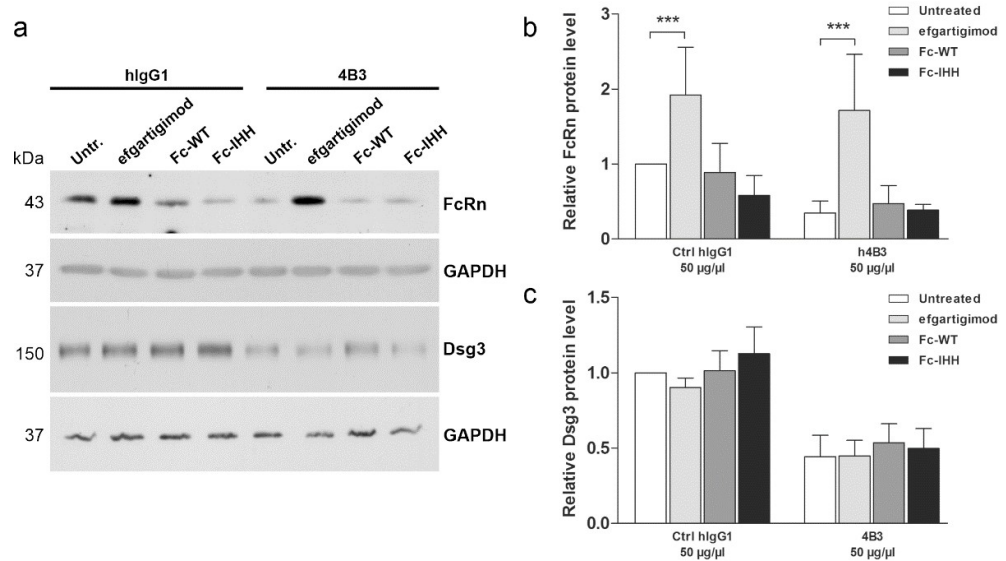 a
hIgG1 4B3
kDa Untr. efgartigimod Fc-WT Fc-IHH Untr. efgartigimod Fc-WT Fc-IHH
43 FcRn
37 GAPDH
150 Dsg3
37 GAPDH
b
Relative FcRn protein level
3
2
1
0
*** ***
Untreated
efgartigimod
Fc-WT
Fc-IHH
Ctrl hIgG1 h4B3
50 µg/µl 50 µg/µl
c
Relative Dsg3 protein level
1.5
1.0
0.5
0.0
Untreated
efgartigimod
Fc-WT
Fc-IHH
Ctrl hIgG1 4B3
50 µg/µl 50 µg/µl